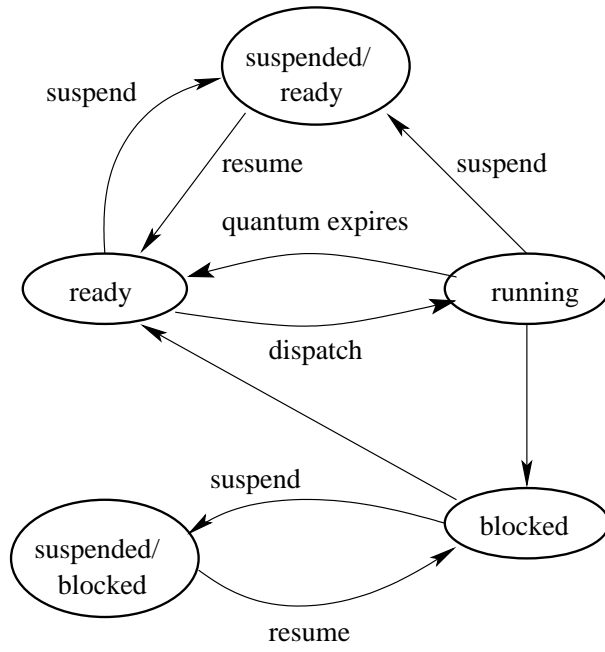 suspended/
ready
suspend
resume
suspend
quantum expires
ready
running
dispatch
suspend
blocked
suspended/
blocked
resume